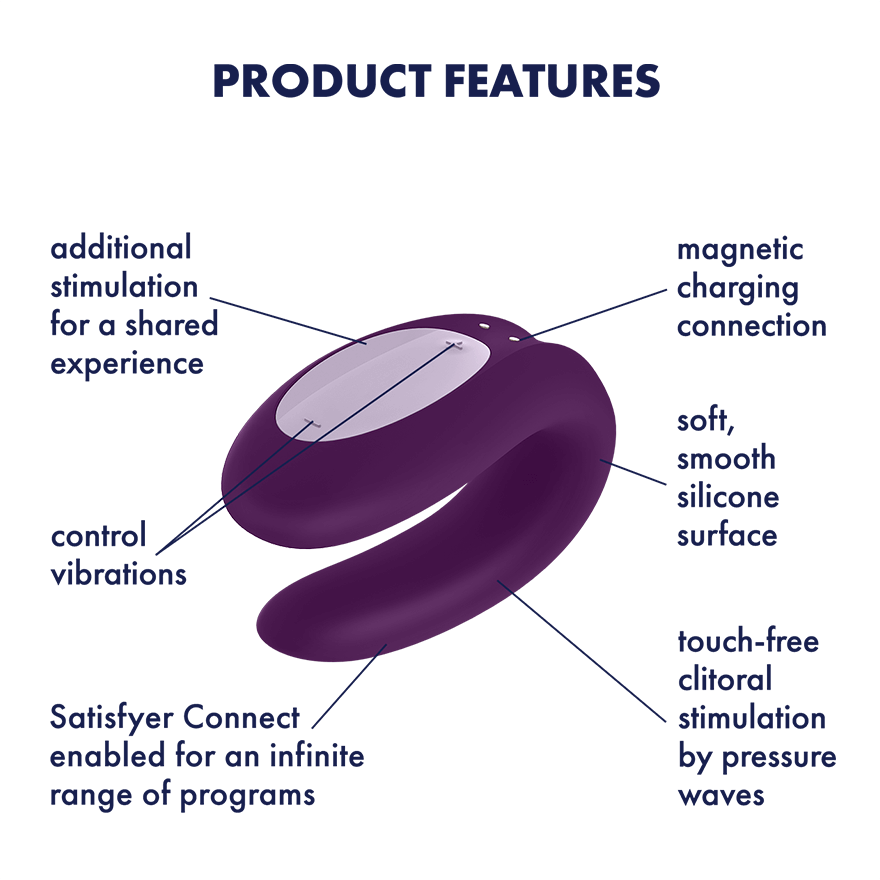 PRODUCT FEATURES
additional
stimulation
for a shared
experience
magnetic
charging
connection
soft,
smooth
silicone
surface
control
vibrations
touch-free
clitoral
stimulation
by pressure
waves
Satisfyer Connect
enabled for an infinite
range of programs